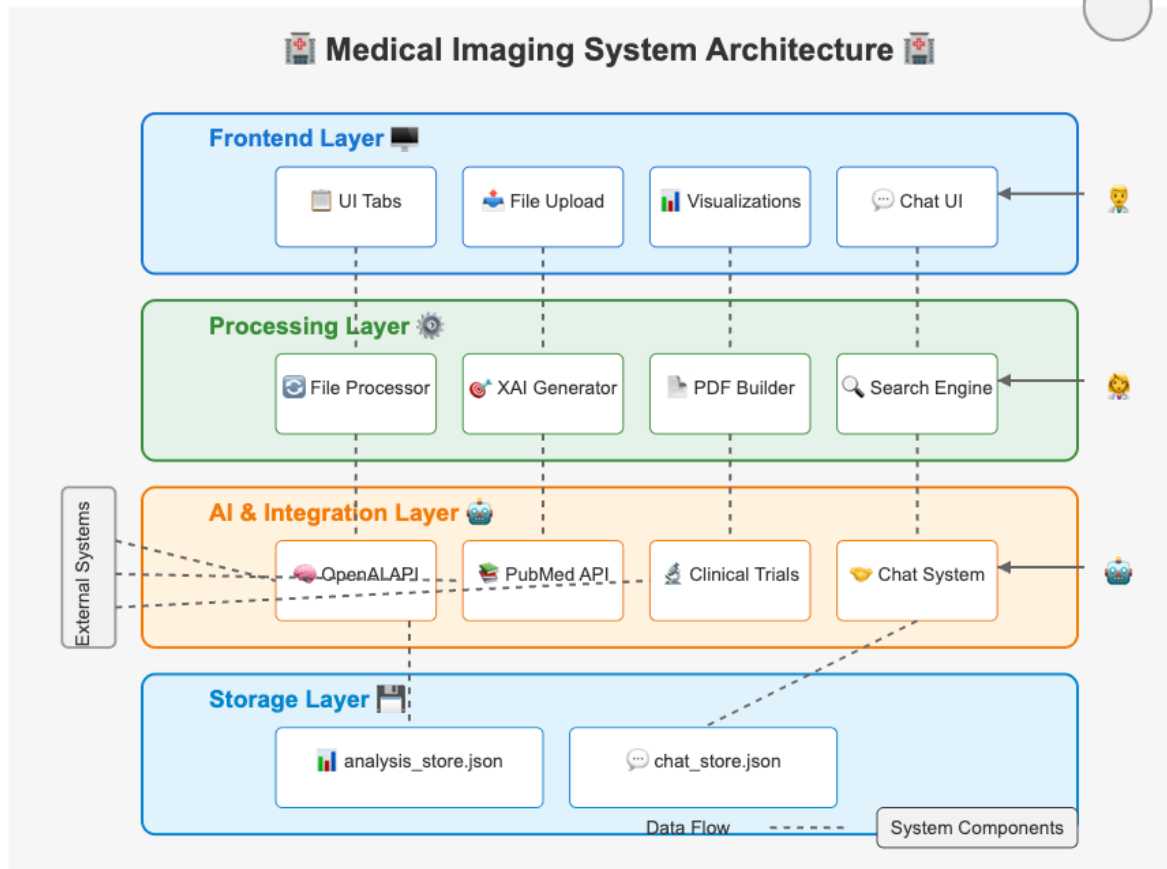 Medical Imaging System Architecture
Frontend Layer
UI Tabs
File Upload
Visualizations
Chat UI
Processing Layer
File Processor
XAI Generator
PDF Builder
Search Engine
External Systems
AI & Integration Layer
OpenAI API
PubMed API
Clinical Trials
Chat System
Storage Layer
analysis_store.json
chat_store.json
Data Flow
System Components